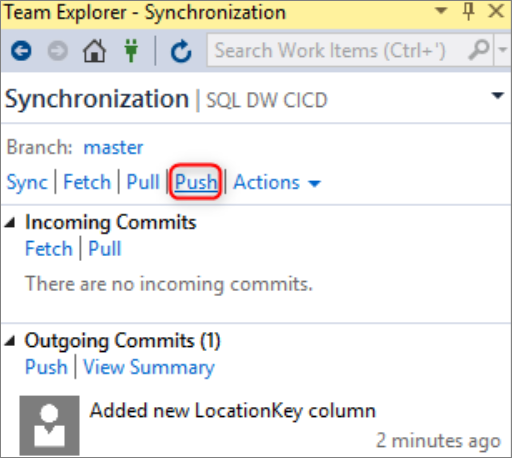 Team Explorer - Synchronization
Search Work Items (Ctrl+')
Synchronization | SQL DW CICD
Branch: master
Sync | Fetch | Pull | Push | Actions
Incoming Commits
Fetch | Pull
There are no incoming commits.
Outgoing Commits (1)
Push | View Summary
Added new LocationKey column
2 minutes ago